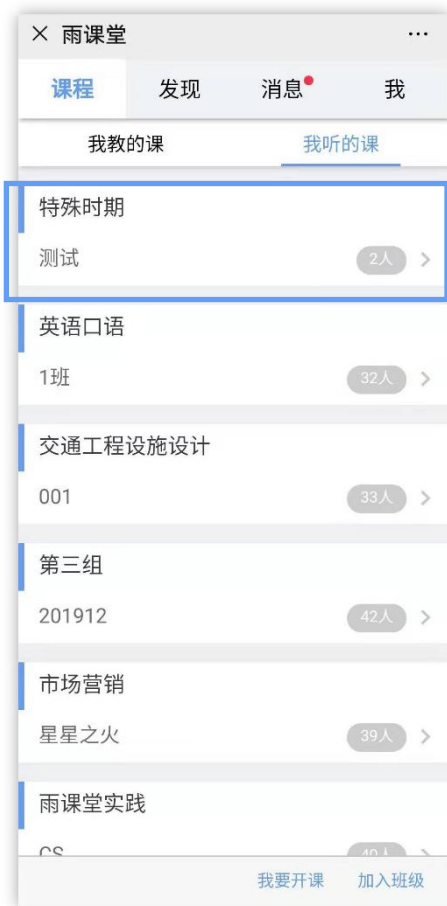 × 雨课堂 ...
课程 发现 消息 我
我教的课 我听的课
特殊时期
测试 2人
英语口语
1班 32人
交通工程设施设计
001 33人
第三组
201912 42人
市场营销
星星之火 39人
雨课堂实践
CS 40人
我要开课 加入班级